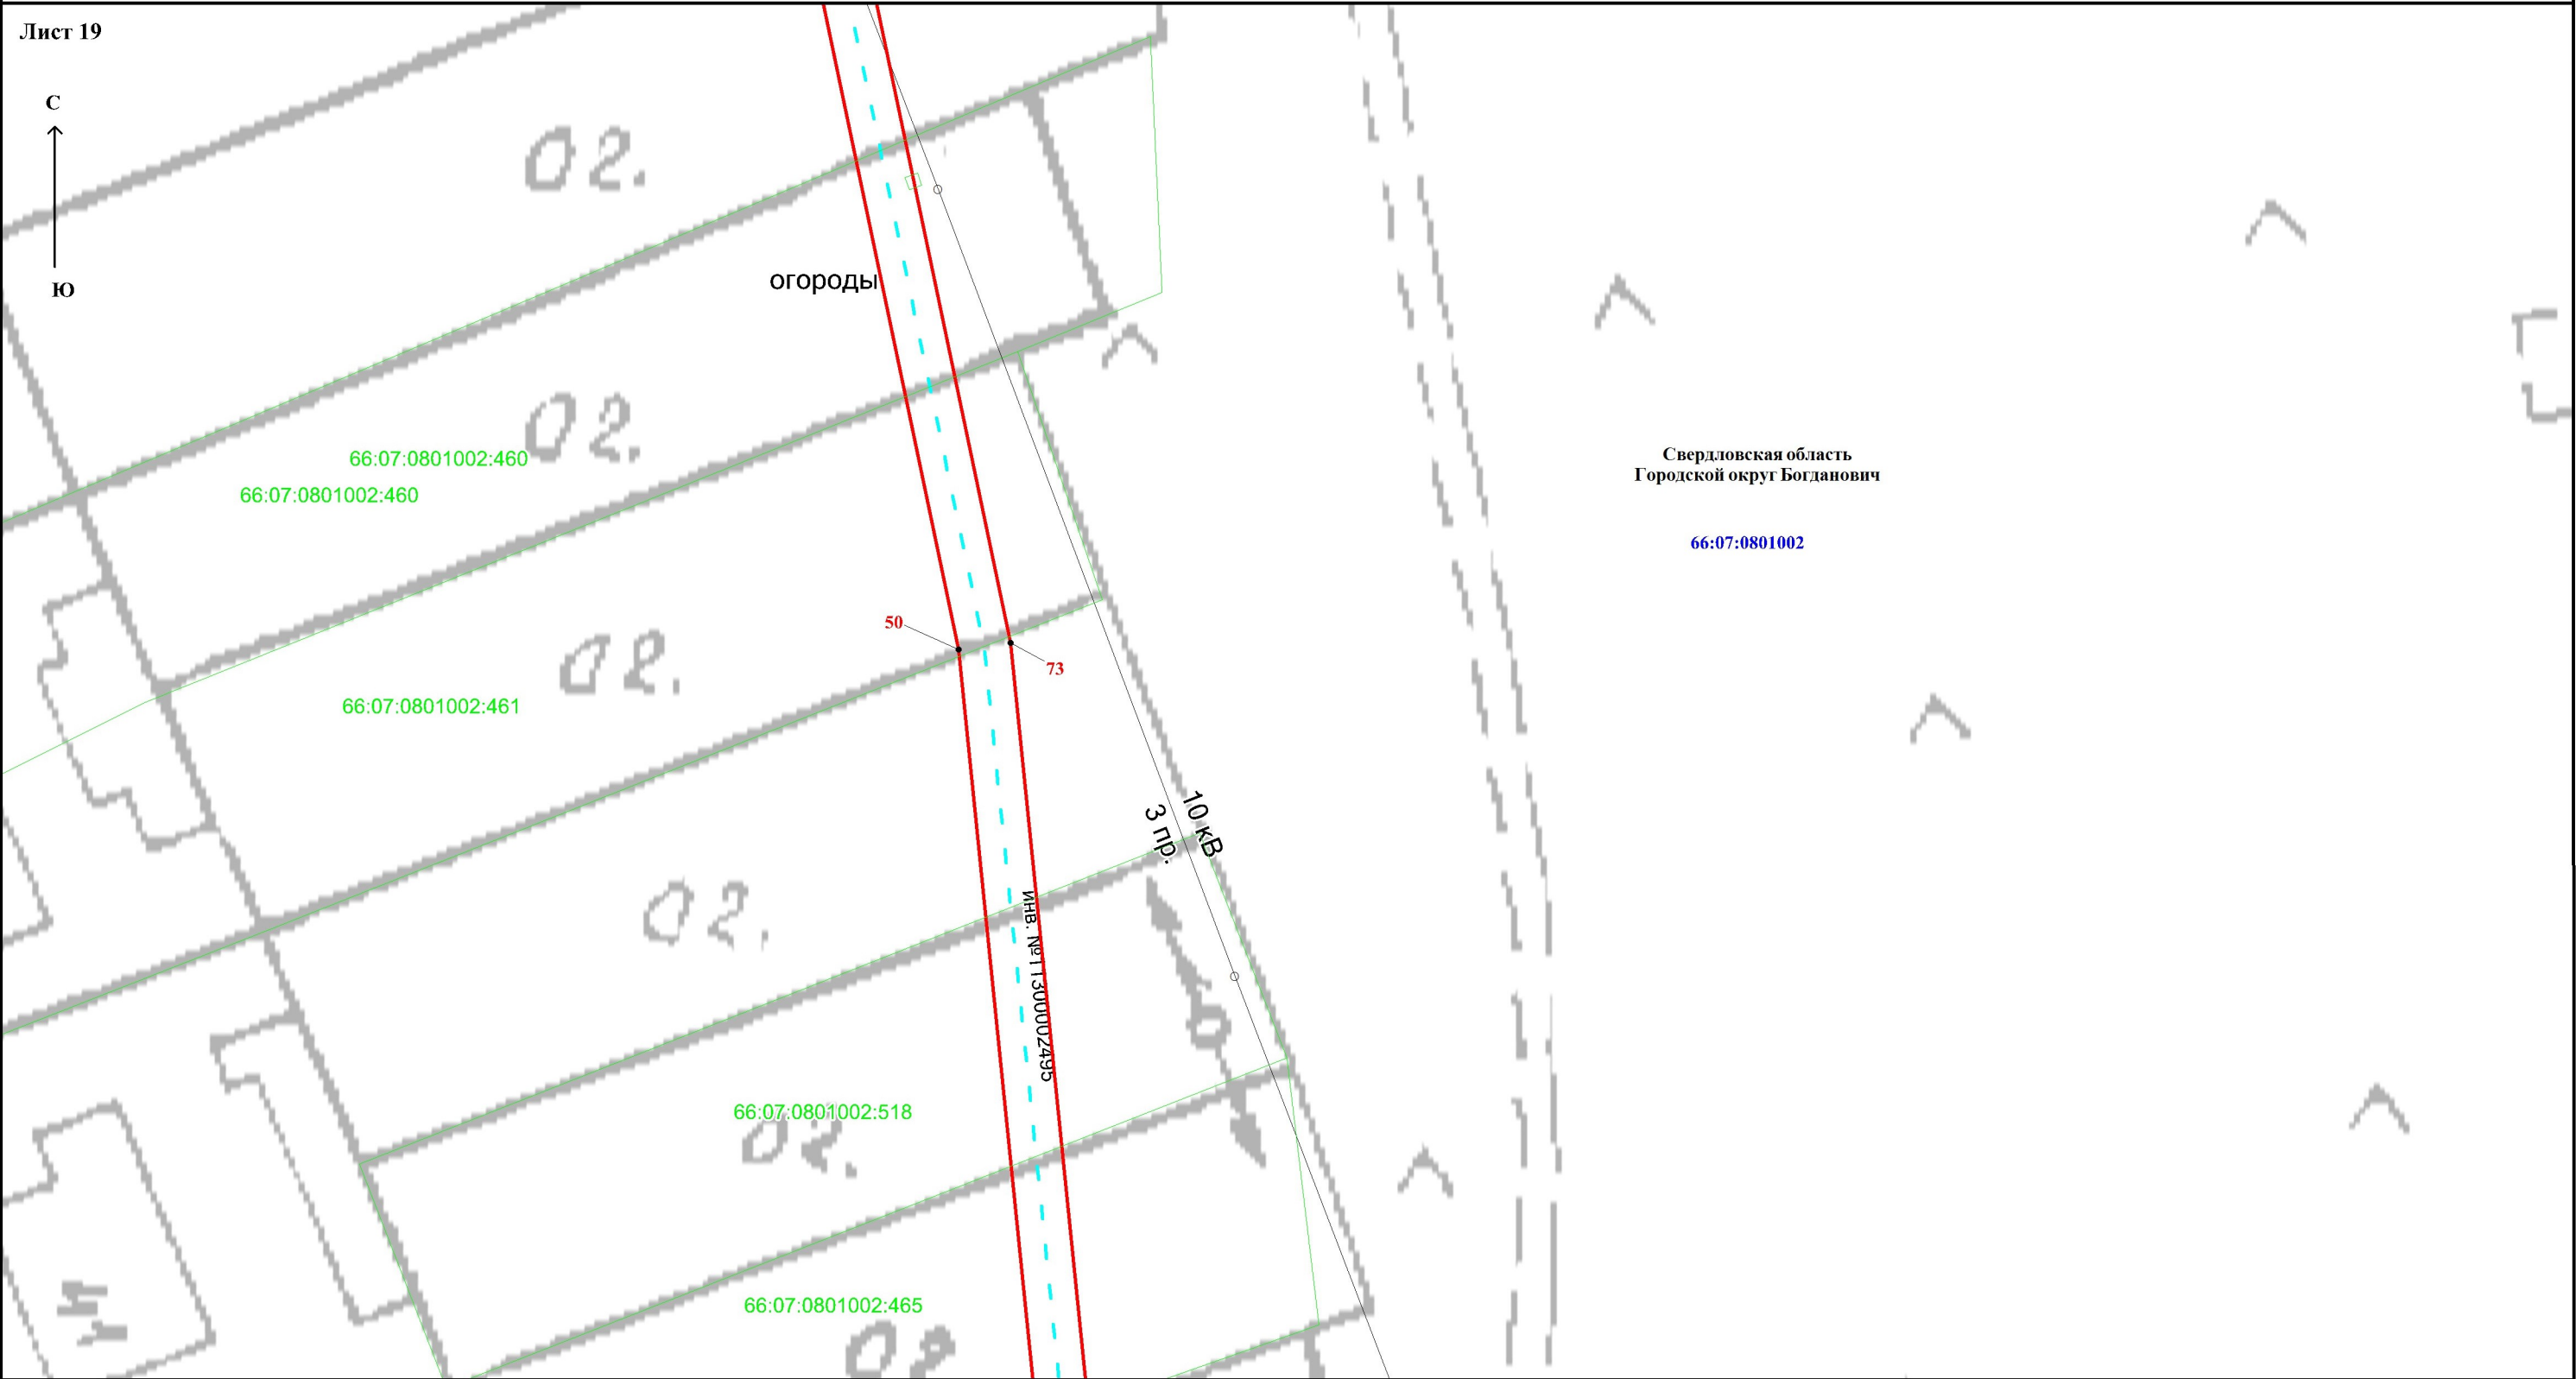 Лист 19
С
Ю
О2.
огороды
О2.
66:07:0801002:460
66:07:0801002:460
Свердловская область
Городской округ Богданович
66:07:0801002
50
73
О2.
66:07:0801002:461
10 кВ
3 пр.
О2.
инв. №1130002495
66:07:0801002:518
О2.
66:07:0801002:465